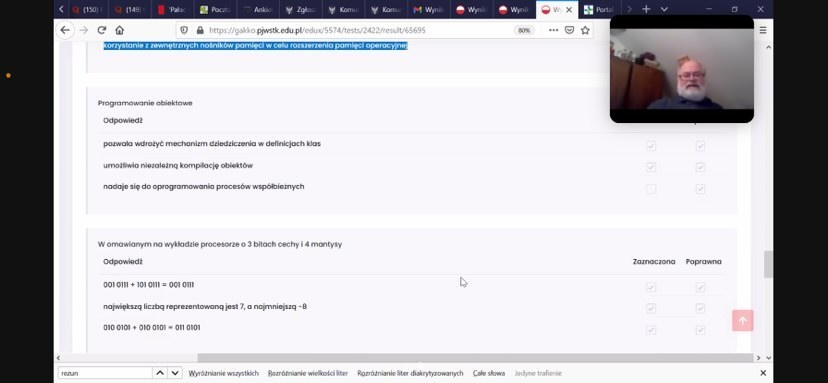 Q (150)
Q (149)
'Pałac
Poczta
Ankie
Zgłos
Komu
Komu
Wynik
Wynik
Wynik
W
Portal
https://gakko.pjwstk.edu.pl/edux/5574/tests/2422/result/65695
80%
korzystanie z zewnętrznych nośników pamięci w celu rozszerzenia pamięci operacyjnej
Programowanie obiektowe
Odpowiedź
pozwala wdrożyć mechanizm dziedziczenia w definicjach klas
umożliwia niezależną kompilację obiektów
nadaje się do oprogramowania procesów współbieżnych
W omawianym na wykładzie procesorze o 3 bitach cechy i 4 mantysy
Odpowiedź Zaznaczona Poprawna
001 0111 + 101 0111 = 001 0111
największą liczbą reprezentowaną jest 7, a najmniejszą -8
010 0101 + 010 0101 = 011 0101
rezun Wyróżnianie wszystkich Rozróżnianie wielkości liter Rozróżnianie liter diakrytyzowanych Całe słowa Jedyne trafienie